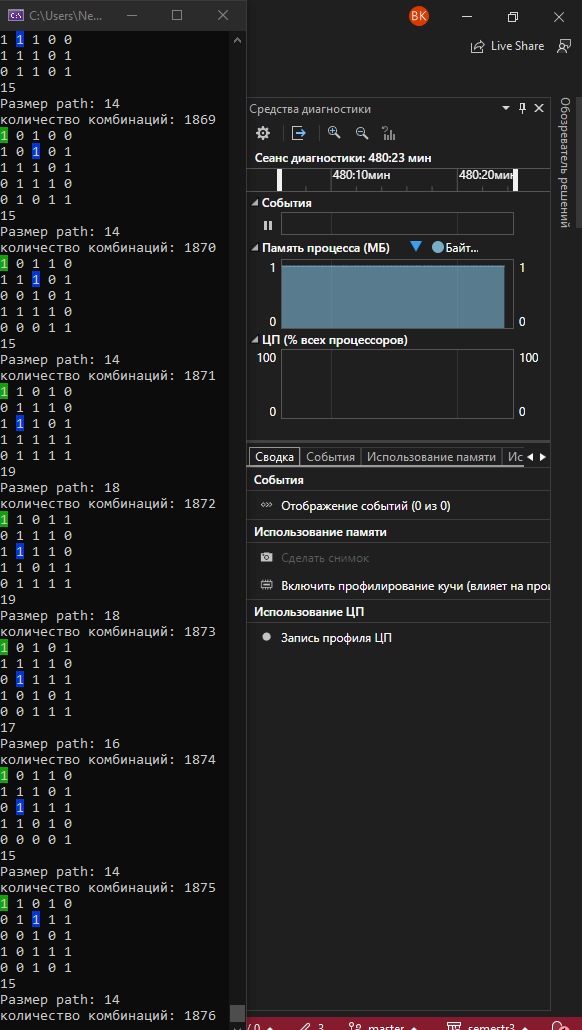 C:\Users\Ne...
1 1 1 0 0
1 1 1 0 1
0 1 1 0 1
15
Размер path: 14
количество комбинаций: 1869
1 0 1 0 0
1 0 1 0 1
1 1 1 0 1
0 1 1 1 0
0 1 0 1 1
15
Размер path: 14
количество комбинаций: 1870
1 0 1 1 0
1 1 1 0 1
0 0 1 0 1
1 1 1 1 0
0 0 0 1 1
15
Размер path: 14
количество комбинаций: 1871
1 1 0 1 0
0 1 1 1 0
1 1 1 0 1
1 1 1 1 1
0 1 1 1 1
19
Размер path: 18
количество комбинаций: 1872
1 1 0 1 1
0 1 1 1 0
1 1 1 1 0
1 1 0 1 1
0 1 1 1 1
19
Размер path: 18
количество комбинаций: 1873
1 0 1 0 1
1 1 1 1 0
0 1 1 1 1
1 0 1 0 1
0 0 1 1 1
17
Размер path: 16
количество комбинаций: 1874
1 0 1 1 0
1 1 1 0 1
0 1 1 1 1
1 1 0 1 0
0 0 0 0 1
15
Размер path: 14
количество комбинаций: 1875
1 1 0 1 0
0 1 1 1 1
0 0 1 0 1
1 0 1 1 1
0 0 1 0 1
15
Размер path: 14
количество комбинаций: 1876
ВК
Live Share
Обозреватель решений
Средства диагностики
Сеанс диагностики: 480:23 мин
480:10мин 480:20мин
События
Память процесса (МБ) Байт...
1 1
0 0
ЦП (% всех процессоров)
100 100
0 0
Сводка События Использование памяти Ис
События
Отображение событий (0 из 0)
Использование памяти
Сделать снимок
Включить профилирование кучи (влияет на про
Использование ЦП
Запись профиля ЦП
/ 0 3 master semestr3